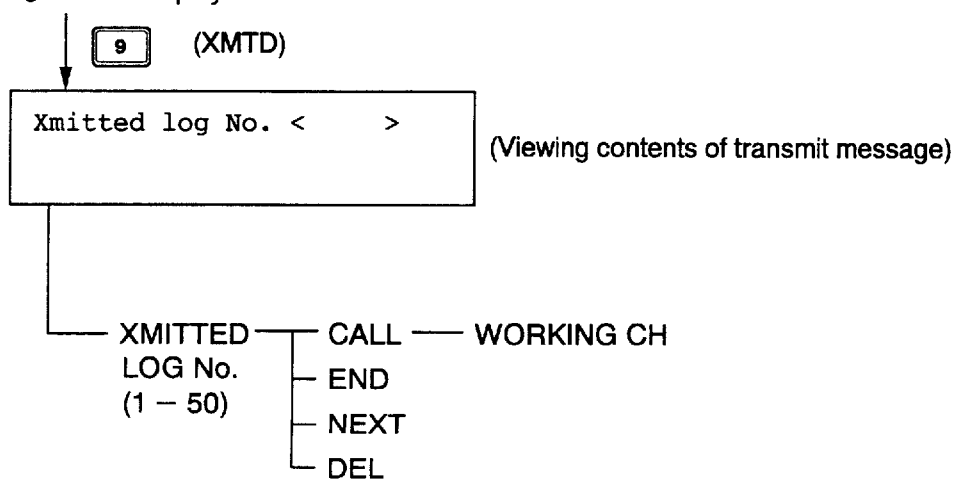 9 (XMTD)
Xmitted log No. < >
(Viewing contents of transmit message)
XMITTED CALL WORKING CH
LOG No. END
(1 – 50) NEXT
DEL